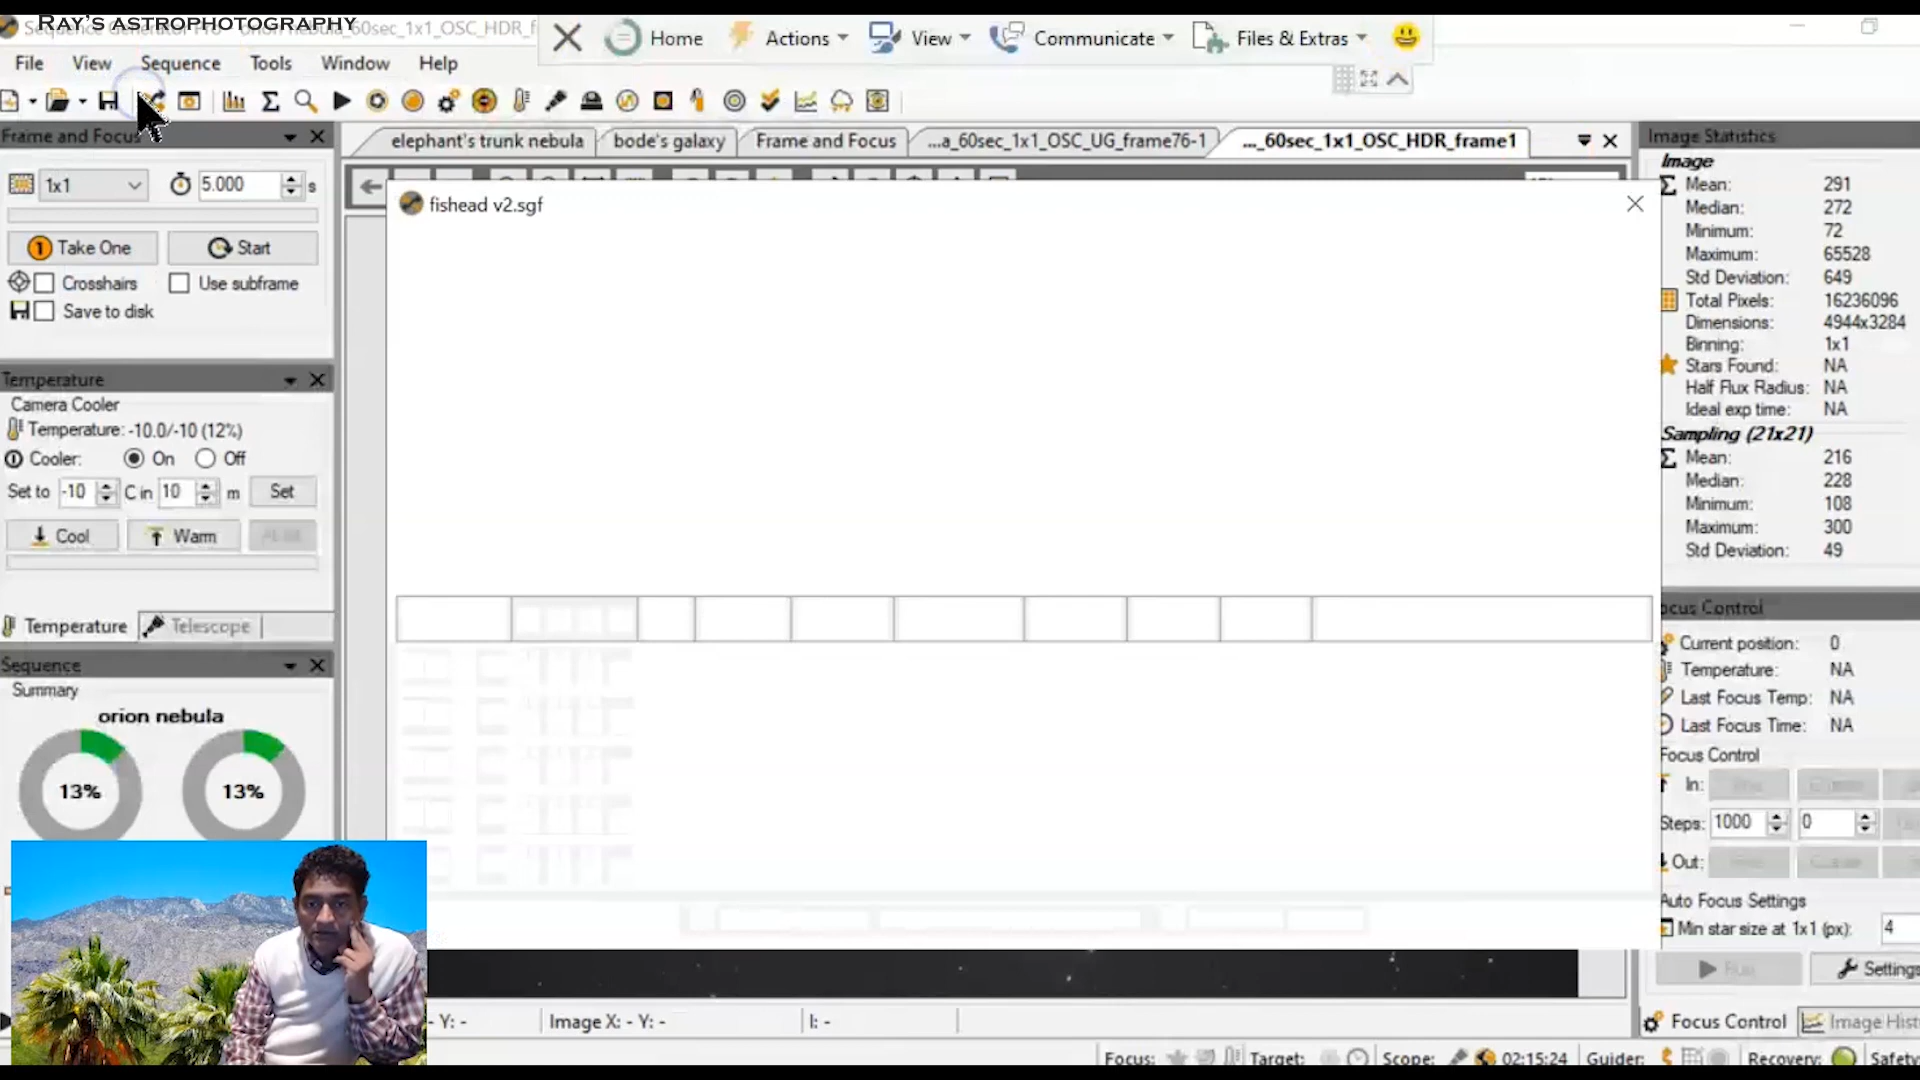 RAY'S ASTROPHOTOGRAPHY
Home Actions View Communicate Files & Extras
File View Sequence Tools Window Help
Frame and Focus
elephant's trunk nebula bode's galaxy Frame and Focus ...a_60sec_1x1_OSC_UG_frame76-1 ..._60sec_1x1_OSC_HDR_frame1
Image Statistics
1x1 5.000 s
Take One Start
Crosshairs Use subframe
Save to disk
fishead v2.sgf
Image
Mean: 291
Median: 272
Minimum: 72
Maximum: 65528
Std Deviation: 649
Total Pixels: 16236096
Dimensions: 4944x3284
Binning: 1x1
Stars Found: NA
Half Flux Radius: NA
Ideal exp time: NA
Sampling (21x21)
Mean: 216
Median: 228
Minimum: 108
Maximum: 300
Std Deviation: 49
Temperature
Camera Cooler
Temperature: -10.0/-10 (12%)
Cooler: On Off
Set to -10 C in 10 m Set
Cool Warm
Temperature Telescope
Sequence
Summary
orion nebula
13% 13%
ocus Control
Current position: 0
Temperature: NA
Last Focus Temp: NA
Last Focus Time: NA
Focus Control
In:
Steps: 1000 0
Out:
Auto Focus Settings
Min star size at 1x1 (px): 4
Settings
Focus Control Image Hist
- Y: - Image X: - Y: - I: -
Focus: Target: Scope: 02:15:24 Guider: Recovery: Safety